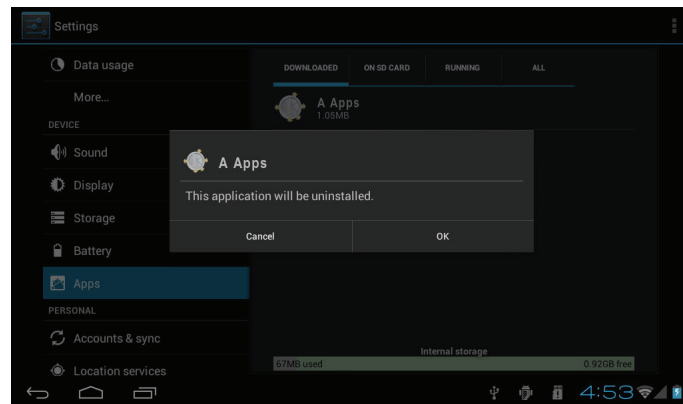 Settings
Data usage
More...
DEVICE
Sound
Display
Storage
Battery
Apps
PERSONAL
Accounts & sync
Location services
DOWNLOADED ON SD CARD RUNNING ALL
A Apps
1.05MB
A Apps
This application will be uninstalled.
Cancel OK
Internal storage
67MB used 0.92GB free
4:53